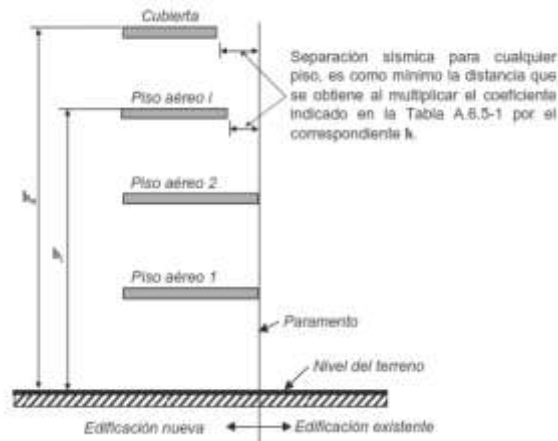 Cubierta
Separación sísmica para cualquier
piso, es como mínimo la distancia que
se obtiene al multiplicar el coeficiente
indicado en la Tabla A.6.5-1 por el
correspondiente h.
Piso aéreo i
Piso aéreo 2
hₙ
hᵢ
Piso aéreo 1
Paramento
Nivel del terreno
Edificación nueva
Edificación existente